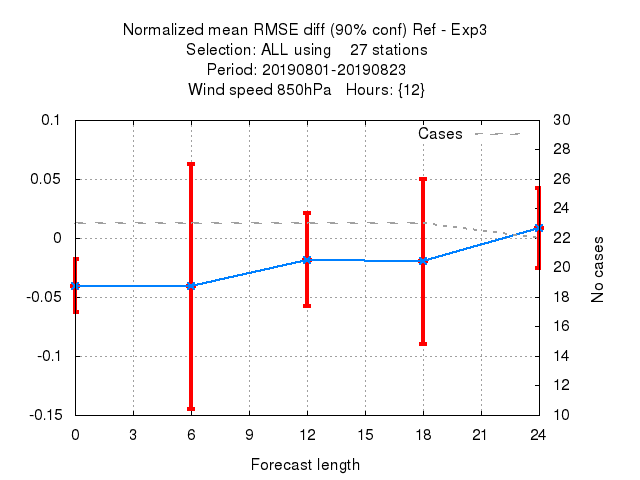 Normalized mean RMSE diff (90% conf) Ref - Exp3
Selection: ALL using    27 stations
Period: 20190801-20190823
Wind speed 850hPa   Hours: {12}
Cases
0.1
0.05
0
-0.05
-0.1
-0.15
30
28
26
24
22
20
18
16
14
12
10
No cases
0 3 6 9 12 15 18 21 24
Forecast length